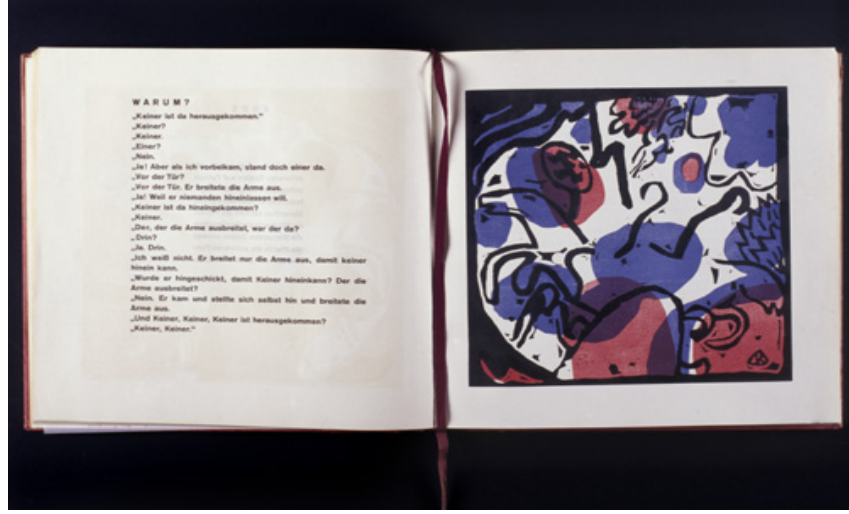 WARUM?
„Keiner ist da herausgekommen."
„Keiner?
„Keiner.
„Einer?
„Nein.
„Ja! Aber als ich vorbeikam, stand doch einer da.
„Vor der Tür?
„Vor der Tür. Er breitete die Arme aus.
„Ja! Weil er niemanden hineinlassen will.
„Keiner ist da hineingekommen?
„Keiner.
„Der, der die Arme ausbreitet, war der da?
„Drin?
„Ja. Drin.
„Ich weiß nicht. Er breitet nur die Arme aus, damit keiner
hinein kann.
„Wurde er hingeschickt, damit Keiner hineinkann? Der die
Arme ausbreitet?
„Nein. Er kam und stellte sich selbst hin und breitete die
Arme aus.
„Und Keiner, Keiner, Keiner ist herausgekommen?
„Keiner, Keiner."